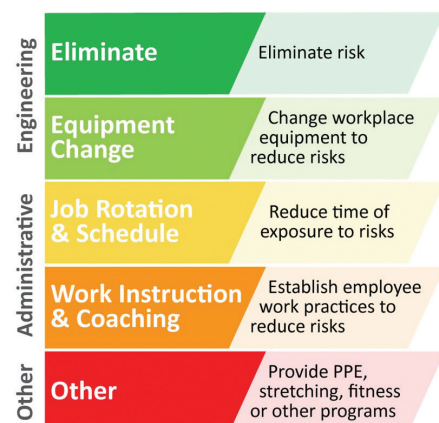 Engineering
Eliminate
Eliminate risk
Equipment
Change
Change workplace
equipment to
reduce risks
Administrative
Job Rotation
& Schedule
Reduce time of
exposure to risks
Work Instruction
& Coaching
Establish employee
work practices to
reduce risks
Other
Other
Provide PPE,
stretching, fitness
or other programs